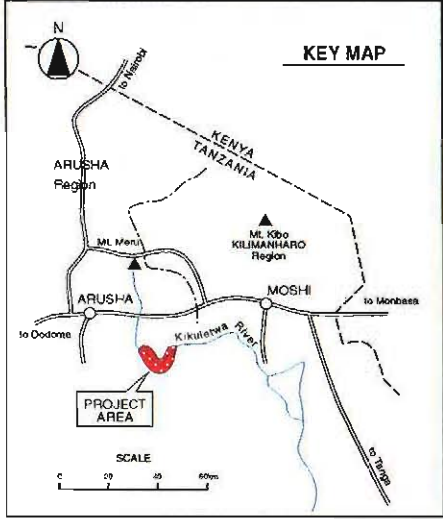 N
KEY MAP
to Nairobi
KENYA
TANZANIA
ARUSHA
Region
Mt. Kibo
KILIMANHARO
Region
Mt. Meru
MOSHI
to Monbasa
ARUSHA
to Dodoma
Kikuletwa River
PROJECT
AREA
to Tanga
SCALE
0 20 40 60km